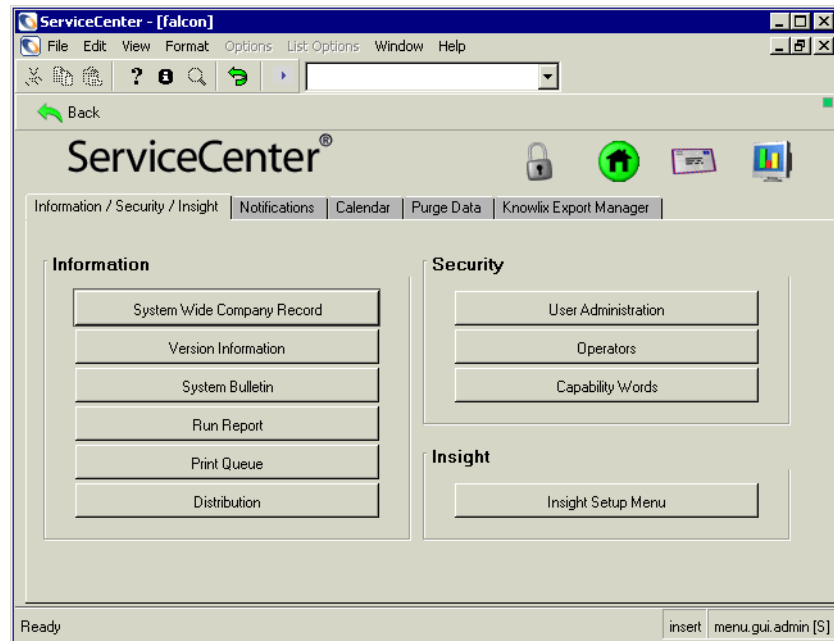 ServiceCenter - [falcon]
File Edit View Format Options List Options Window Help
Back
ServiceCenter®
Information / Security / Insight Notifications Calendar Purge Data Knowlix Export Manager
Information
System Wide Company Record
Version Information
System Bulletin
Run Report
Print Queue
Distribution
Security
User Administration
Operators
Capability Words
Insight
Insight Setup Menu
Ready insert menu.gui.admin [S]